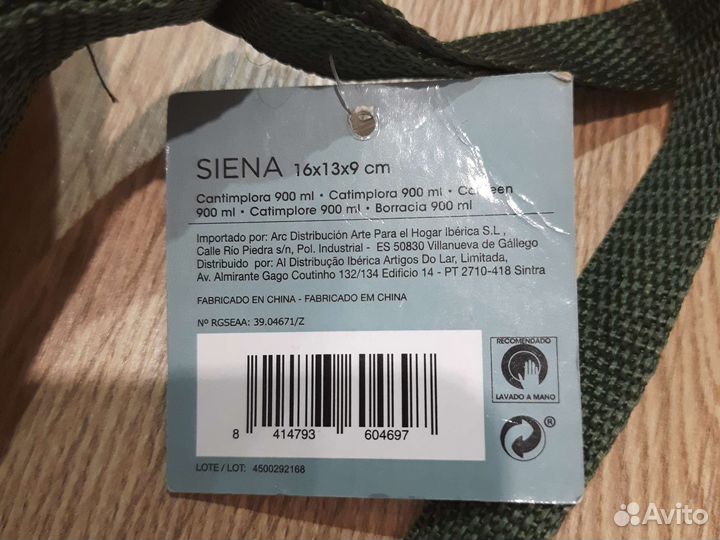 SIENA 16x13x9 cm
Cantimplora 900 ml • Catimplora 900 ml • Canteen
900 ml • Catimplore 900 ml • Borracia 900 ml
Importado por: Arc Distribución Arte Para el Hogar Ibérica S.L.,
Calle Río Piedra s/n, Pol. Industrial - ES 50830 Villanueva de Gállego
Distribuido por: AI Distribução Ibérica Artigos Do Lar, Limitada,
Av. Almirante Gago Coutinho 132/134 Edificio 14 - PT 2710-418 Sintra
FABRICADO EN CHINA - FABRICADO EM CHINA
Nº RGSEAA: 39.04671/Z
RECOMENDADO
LAVADO A MANO
8 414793 604697
®
LOTE / LOT: 4500292168
Avito